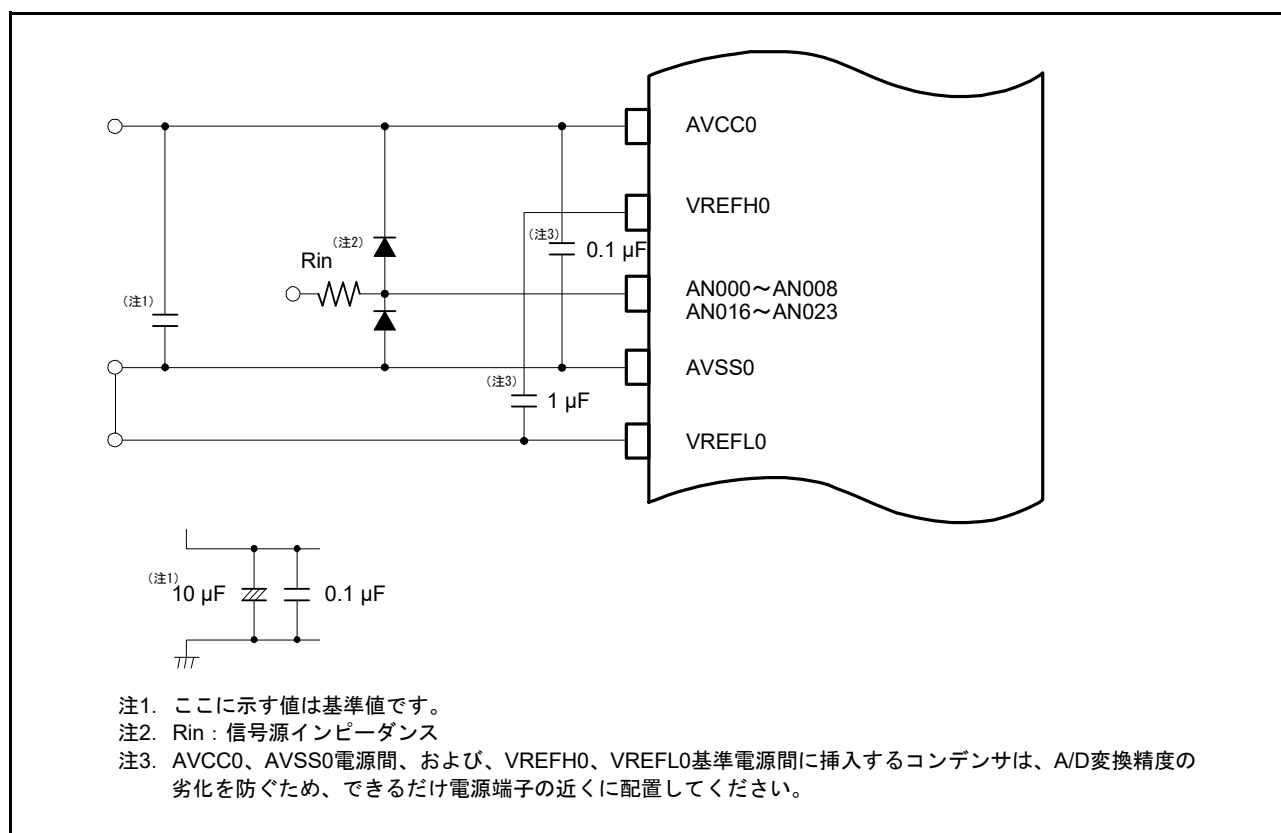 AVCC0
VREFH0
(注3) 0.1 µF
(注2)
Rin
AN000～AN008
AN016～AN023
(注1)
AVSS0
(注3) 1 µF
VREFL0
(注1) 10 µF 0.1 µF
注1. ここに示す値は基準値です。
注2. Rin：信号源インピーダンス
注3. AVCC0、AVSS0電源間、および、VREFH0、VREFL0基準電源間に挿入するコンデンサは、A/D変換精度の
劣化を防ぐため、できるだけ電源端子の近くに配置してください。